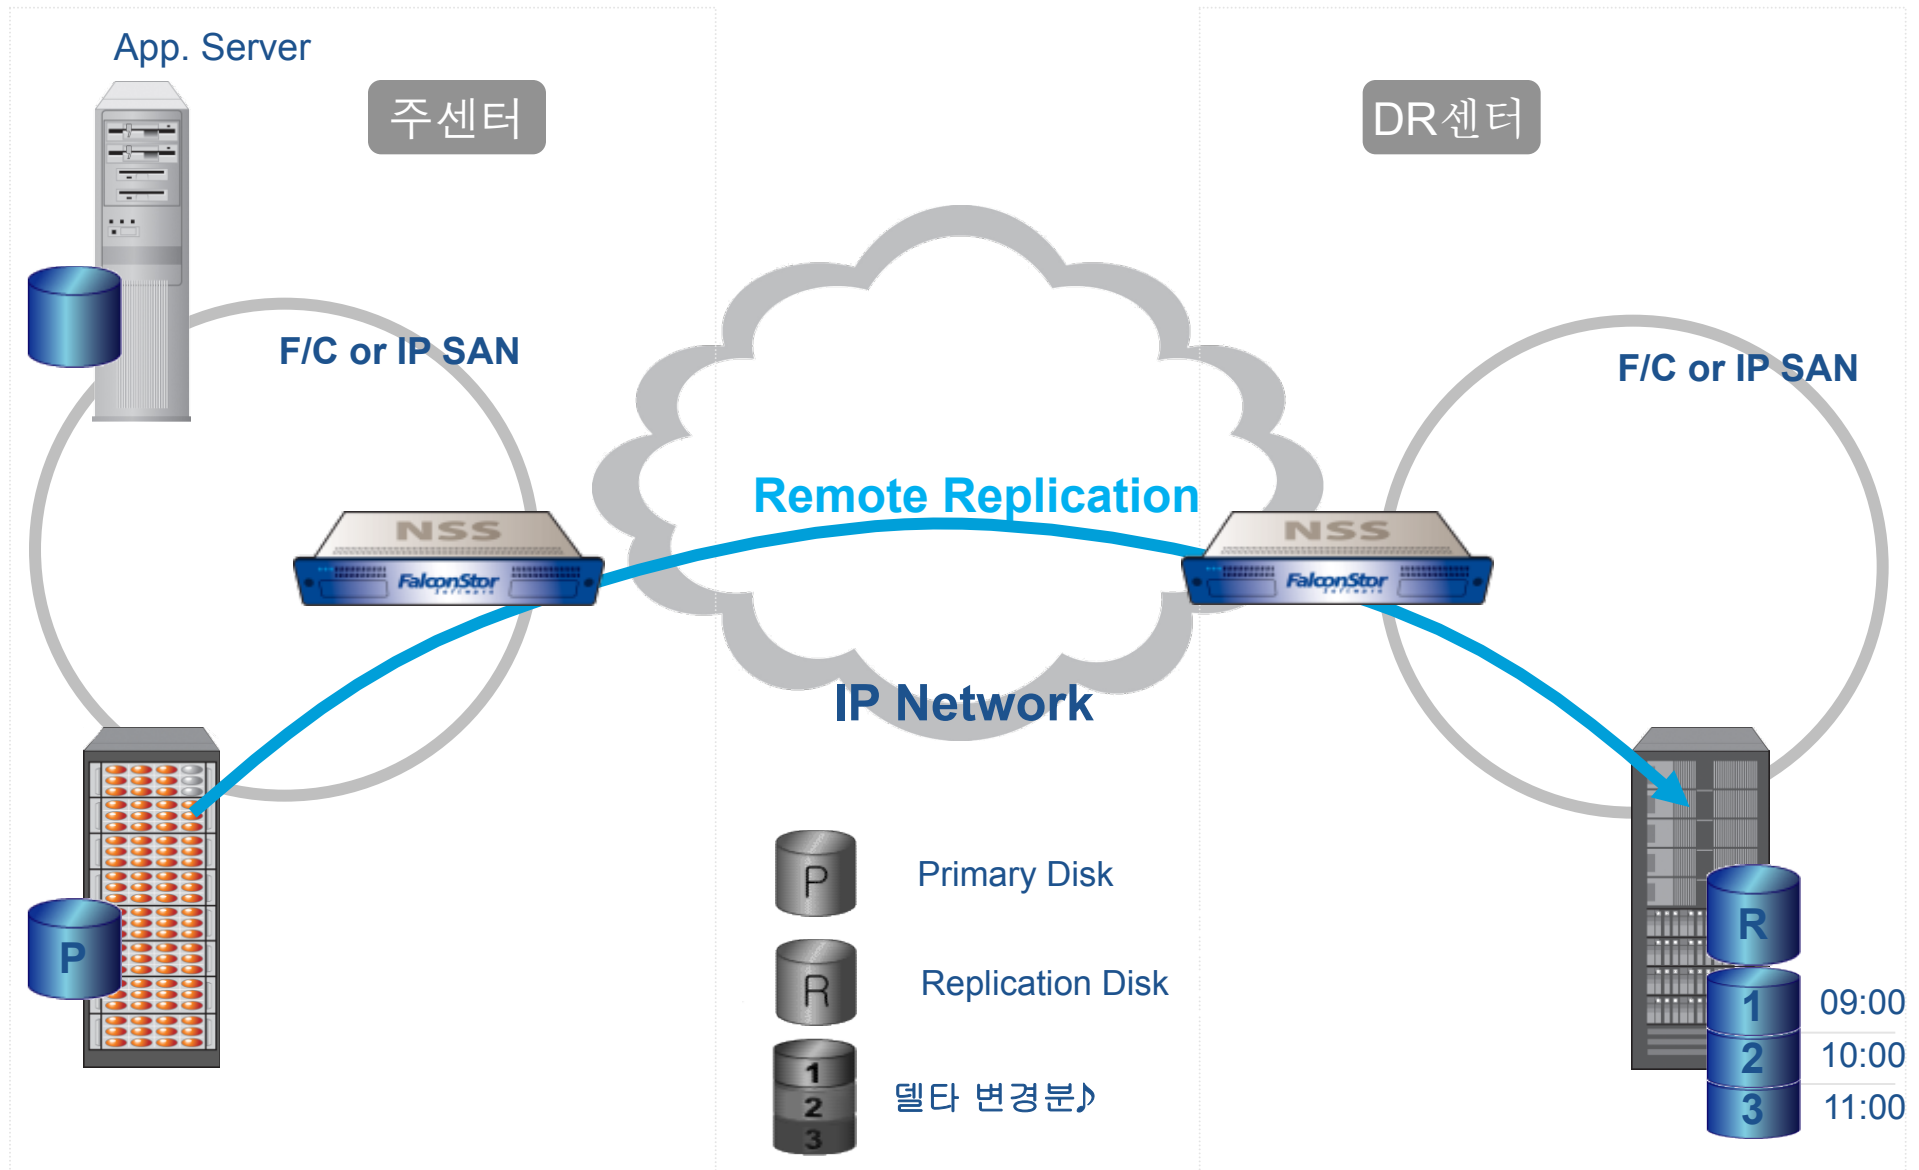 App. Server
주센터
DR센터
F/C or IP SAN
F/C or IP SAN
Remote Replication
NSS
FalconStor
Software
NSS
FalconStor
Software
IP Network
P
Primary Disk
R
Replication Disk
1
2
3
델타 변경분♪
P
R
1 09:00
2 10:00
3 11:00